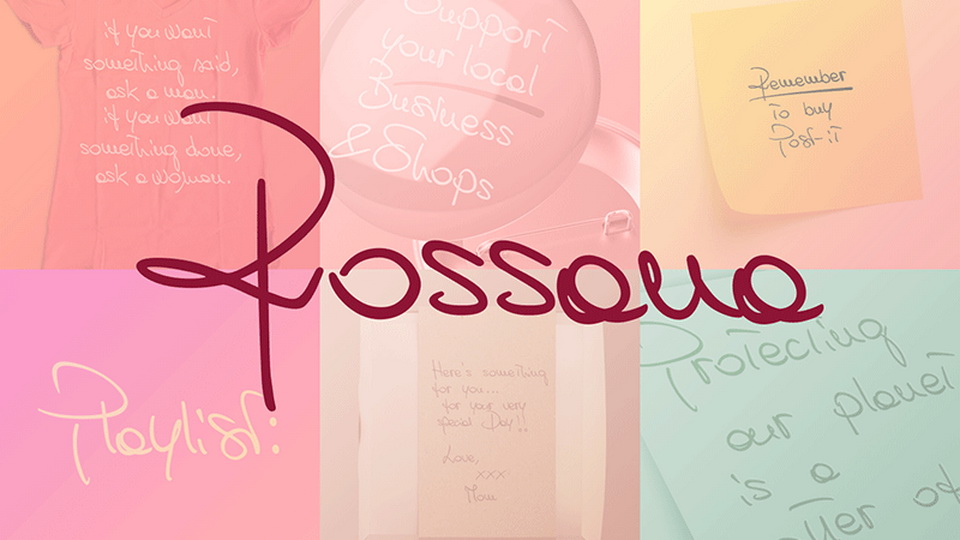 if you want
something said,
ask a man.
if you want
something done,
ask a woman.
Support
your local
Business
& Shops
Remember
To buy
Post-iT
Rossana
Playlist:
Here's something
for you...
for your very
special Day!!
Love,
xxx
Mom
Protecting
our planet
is a
of